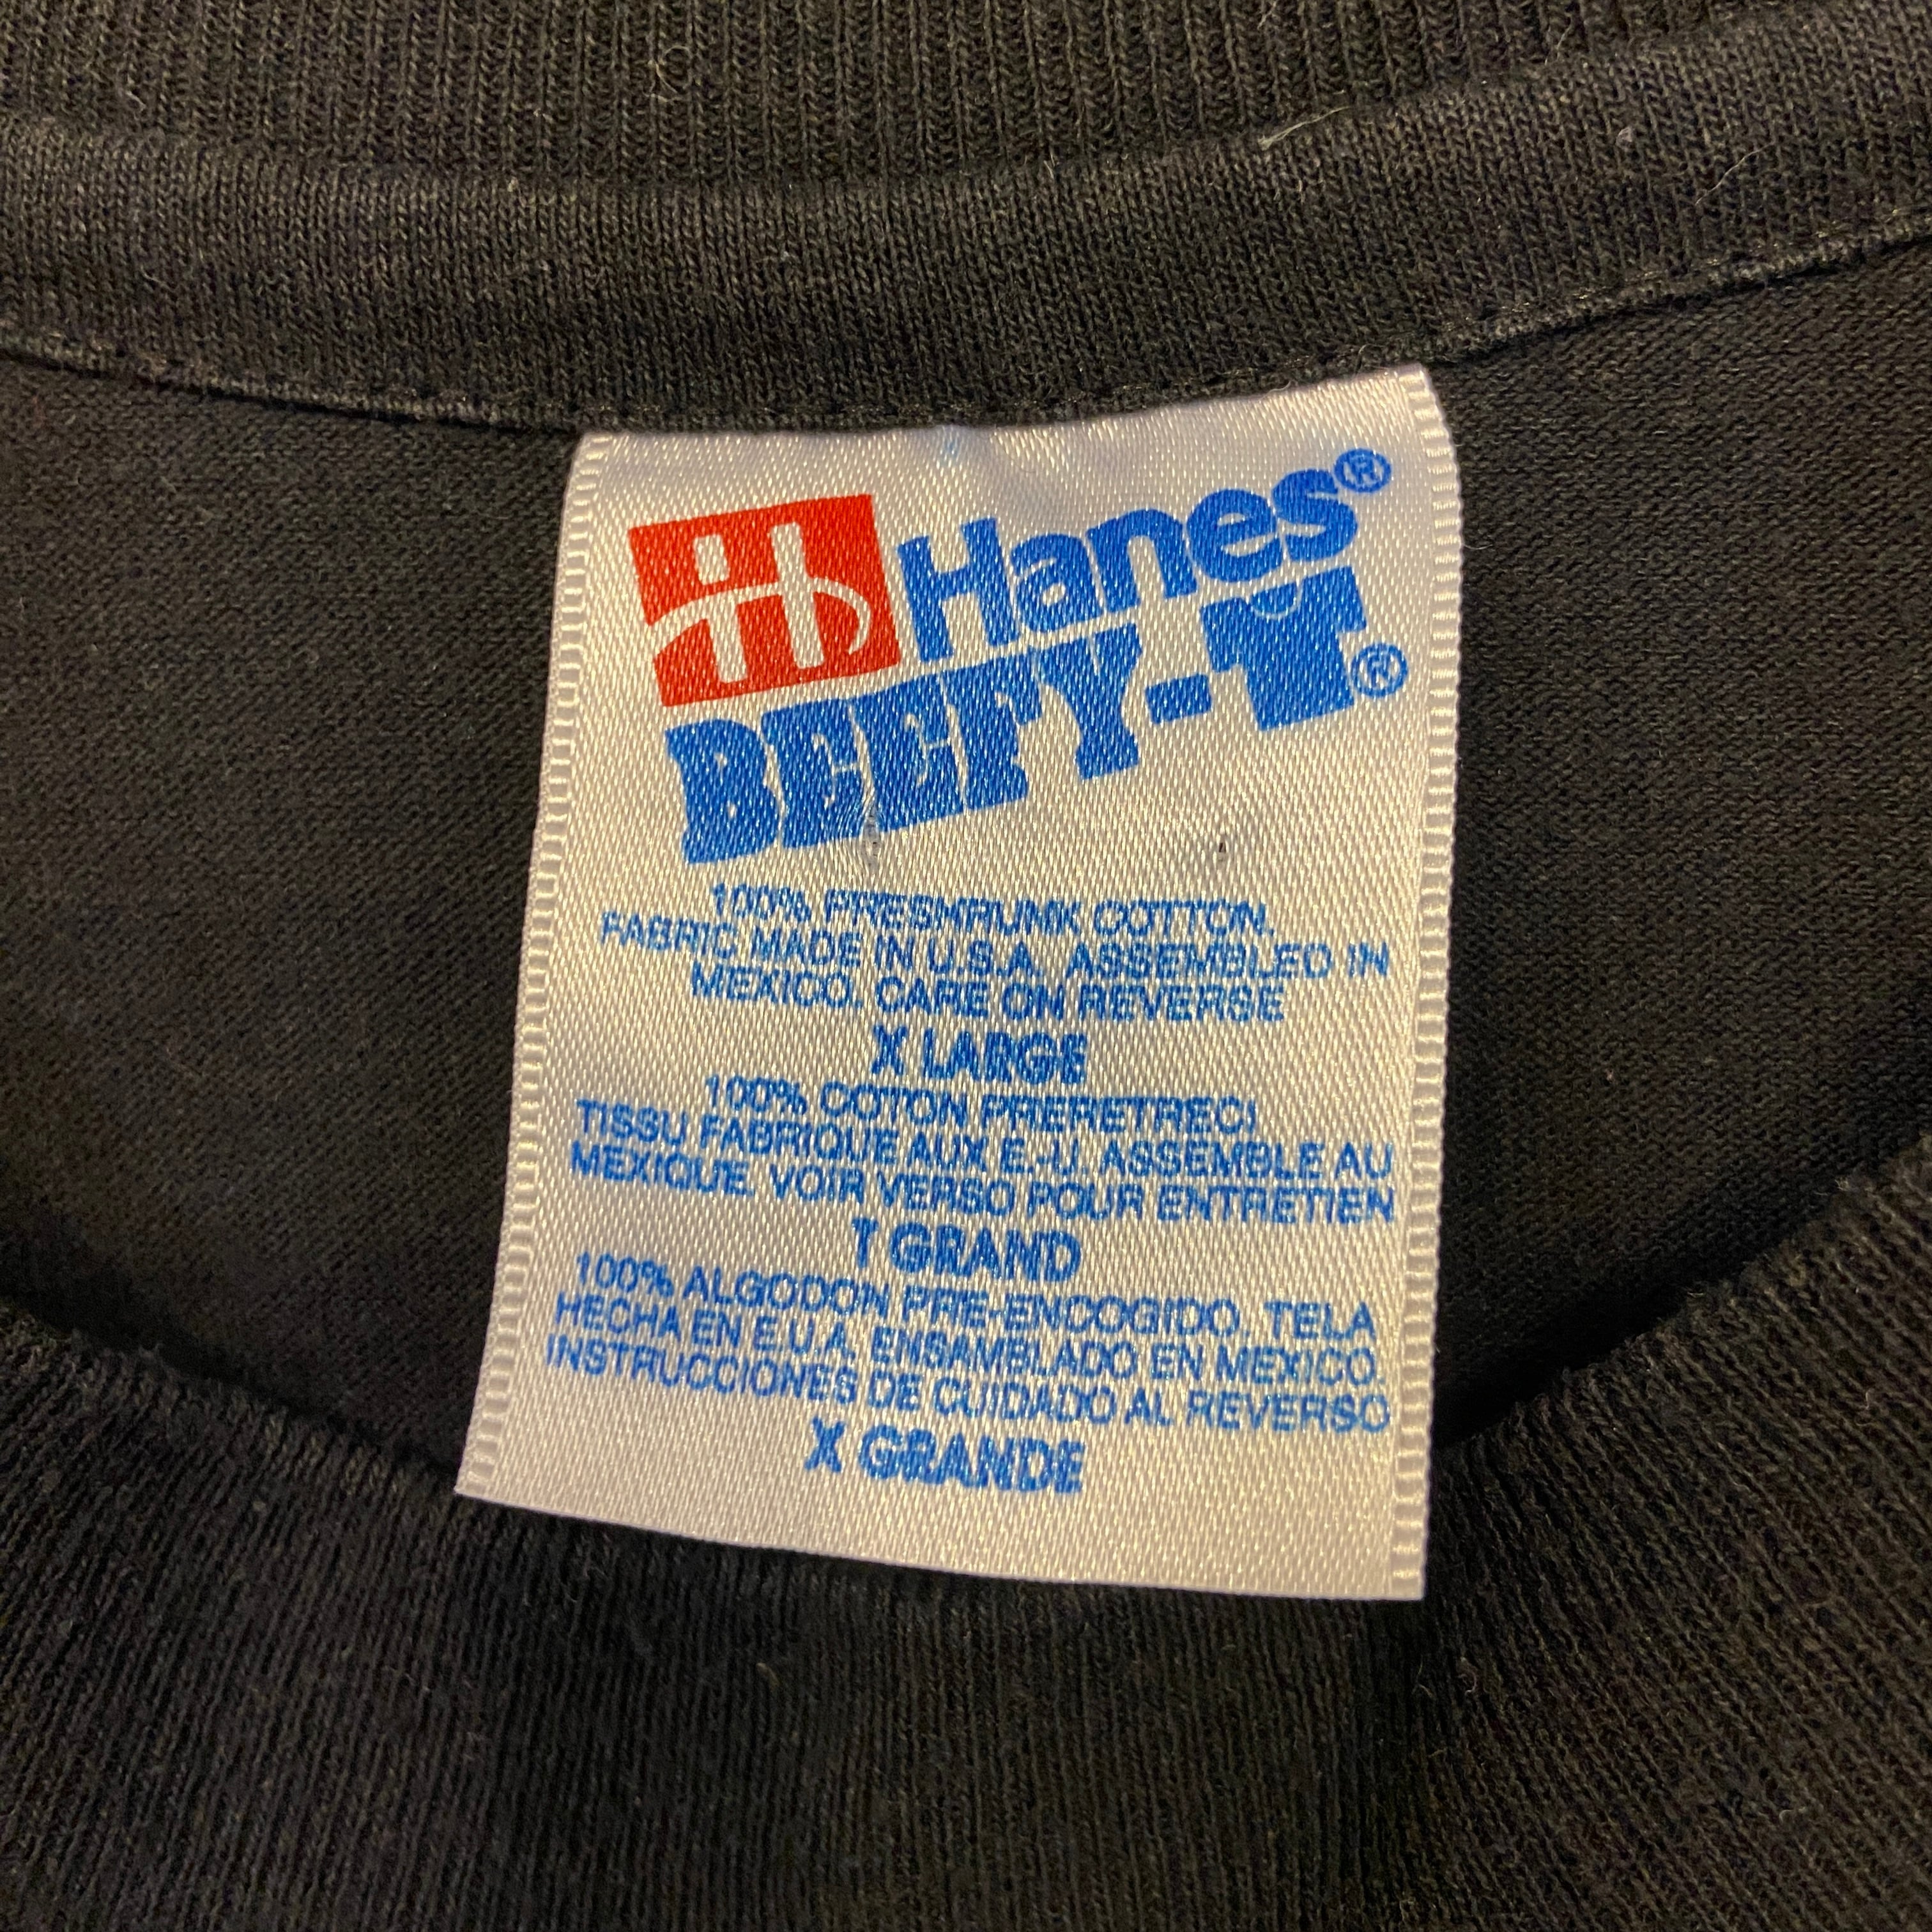 Hanes®
BEEFY-T®
100% PRESHRUNK COTTON.
FABRIC MADE IN U.S.A. ASSEMBLED IN
MEXICO. CARE ON REVERSE
X LARGE
100% COTON PRERETRECI.
TISSU FABRIQUE AUX E.-U. ASSEMBLE AU
MEXIQUE. VOIR VERSO POUR ENTRETIEN
T GRAND
100% ALGODON PRE-ENCOGIDO. TELA
HECHA EN E.U.A. ENSAMBLADO EN MEXICO.
INSTRUCCIONES DE CUIDADO AL REVERSO
X GRANDE